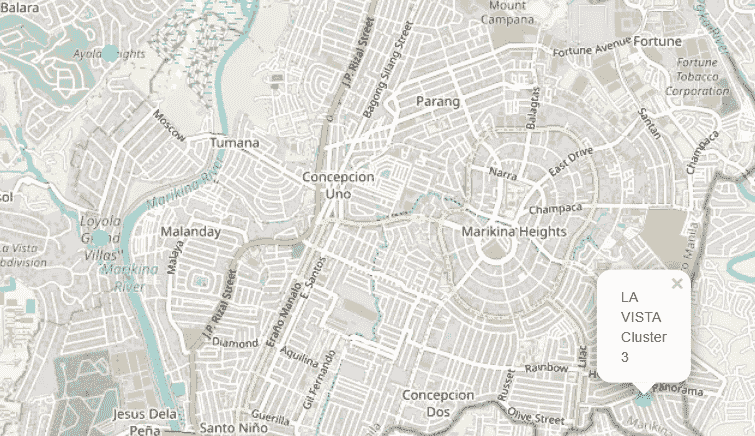 Balara
Mount
Campana
Ayala Heights
J.P. Rizal Street
Bagong Silang Street
Fortune Avenue
Fortune
Fortune
Tobacco
Corporation
Parang
Balagtas
Santan
Champaca
Moscow
Tumana
East Drive
Narra
Concepcion
Uno
Marikina River
Champaca
Loyola
Grand
Villas
Malanday
Marikina Heights
La Vista
Subdivision
Marikina
River
Malaya
J.P. Rizal Street
E. Santos
Eraño Manalo
LA
VISTA
Cluster
3
×
Diamond
Aquilina
Gil Fernando
Rainbow
Lilac
Panorama
Russet
Concepcion
Dos
Olive Street
Jesus Dela
Peña
Santo Niño
Guerilla